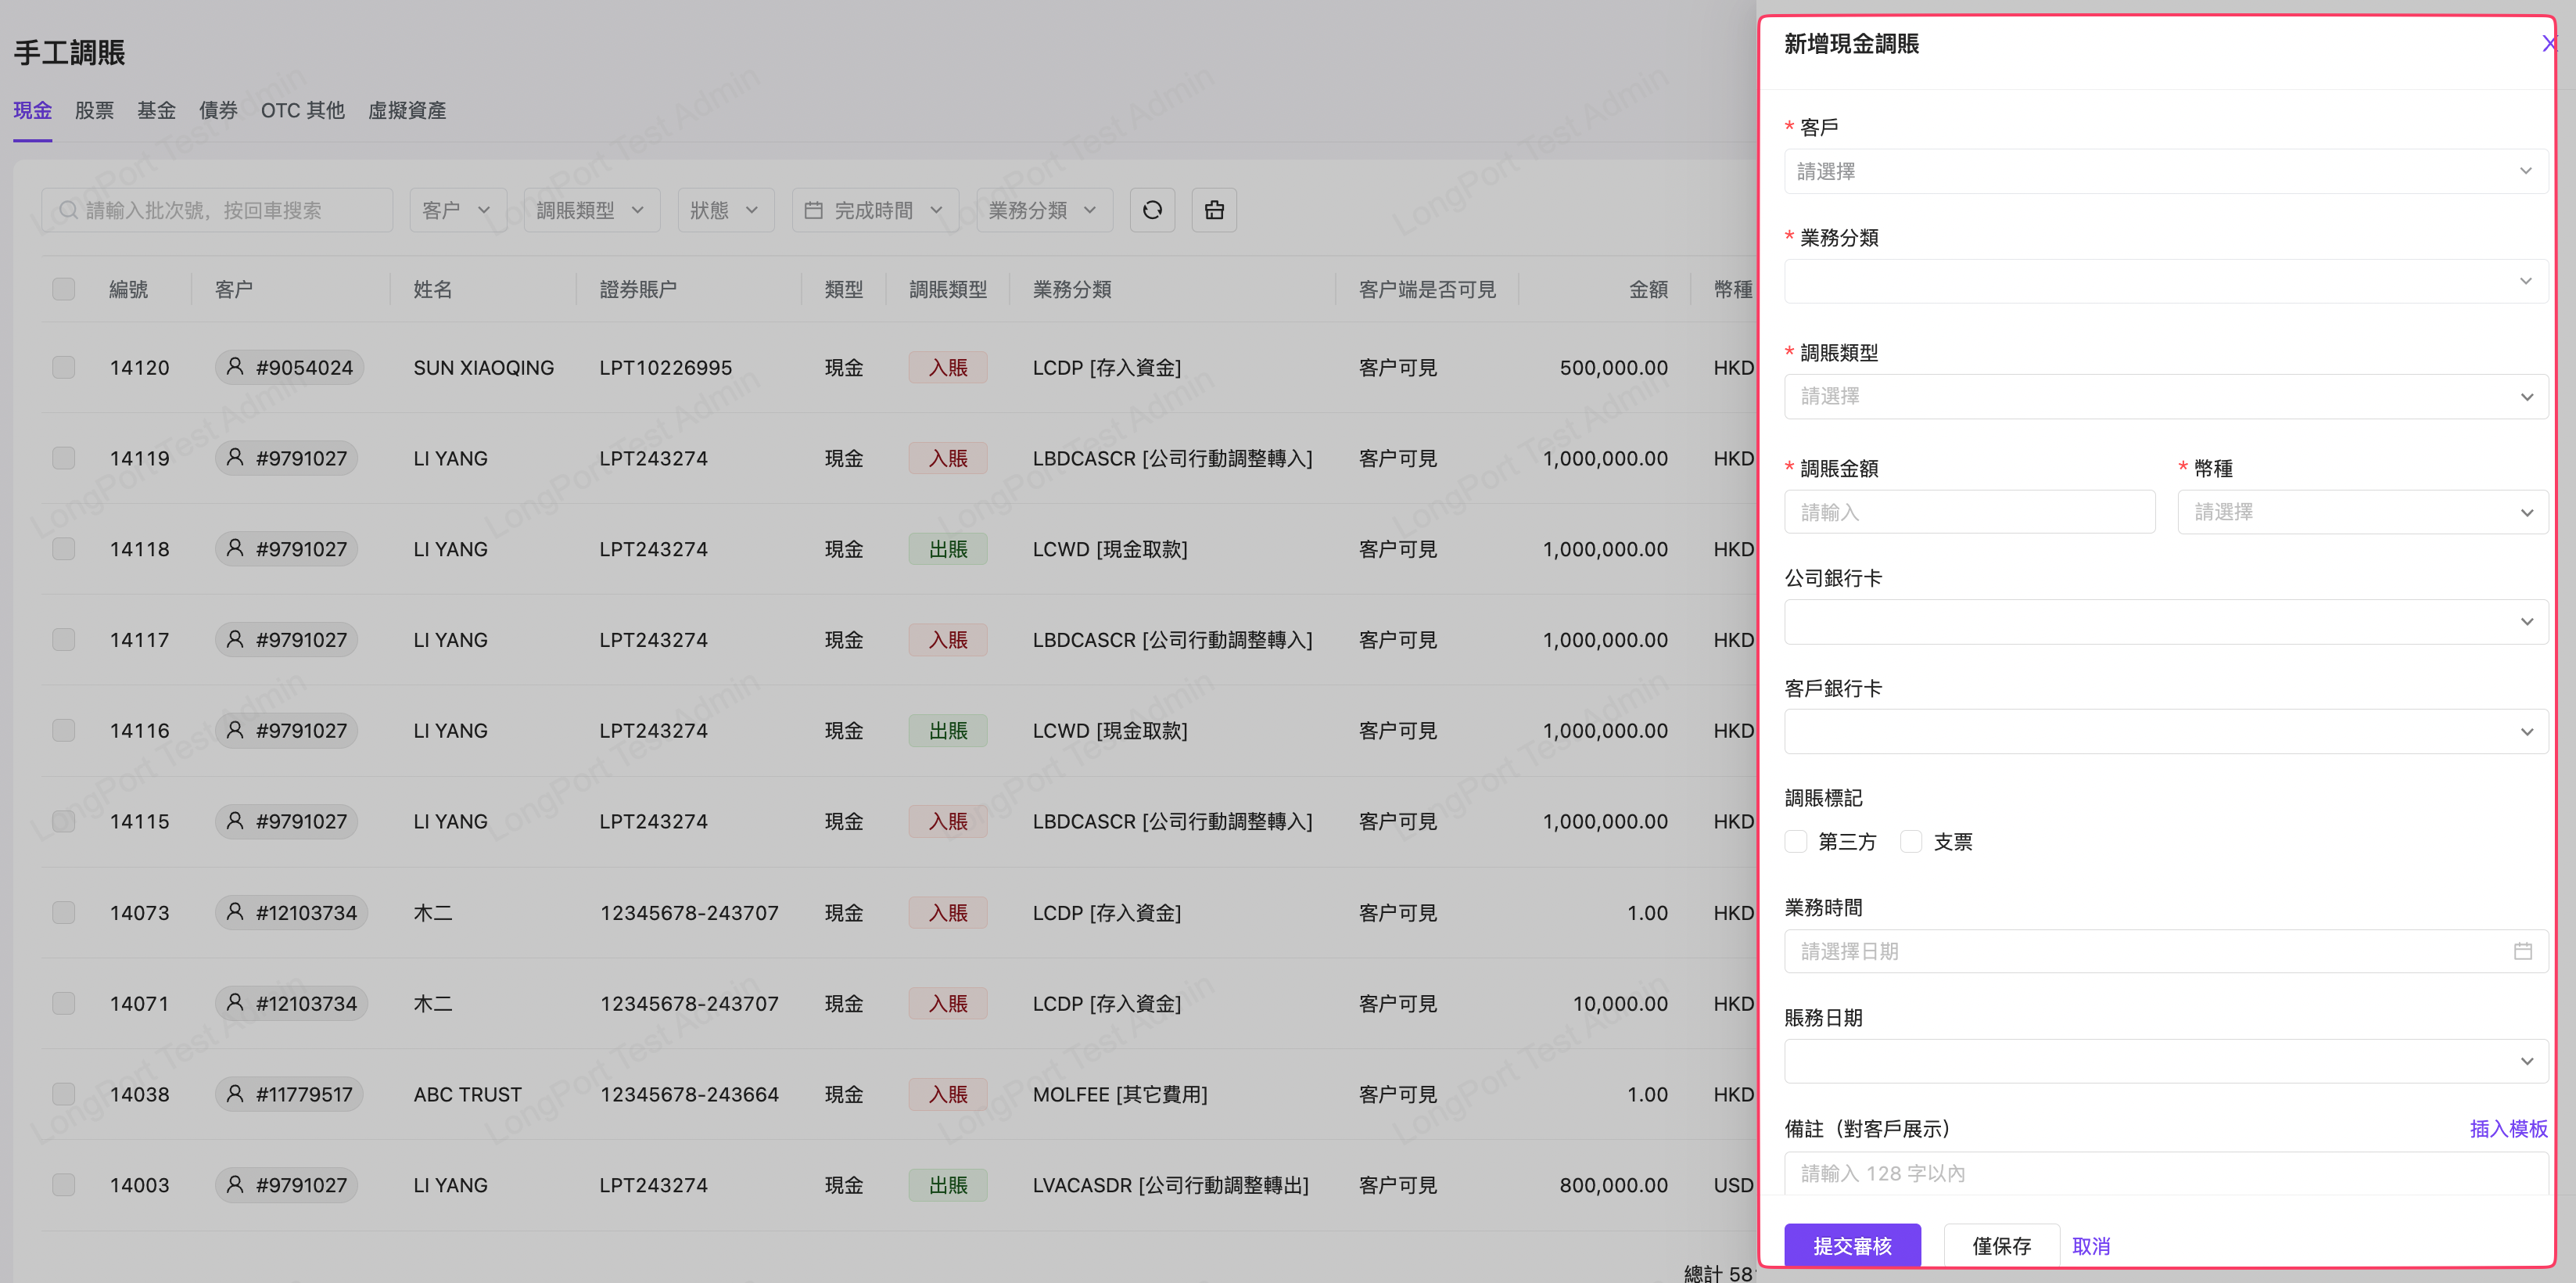 手工調賬
現金 股票 基金 債券 OTC 其他 虛擬資產
請輸入批次號，按回車搜索 客户 調賬類型 狀態 完成時間 業務分類
編號 客户 姓名 證券賬户 類型 調賬類型 業務分類 客户端是否可見 金額 幣種
14120 #9054024 SUN XIAOQING LPT10226995 現金 入賬 LCDP [存入資金] 客户可見 500,000.00 HKD
14119 #9791027 LI YANG LPT243274 現金 入賬 LBDCASCR [公司行動調整轉入] 客户可見 1,000,000.00 HKD
14118 #9791027 LI YANG LPT243274 現金 出賬 LCWD [現金取款] 客户可見 1,000,000.00 HKD
14117 #9791027 LI YANG LPT243274 現金 入賬 LBDCASCR [公司行動調整轉入] 客户可見 1,000,000.00 HKD
14116 #9791027 LI YANG LPT243274 現金 出賬 LCWD [現金取款] 客户可見 1,000,000.00 HKD
14115 #9791027 LI YANG LPT243274 現金 入賬 LBDCASCR [公司行動調整轉入] 客户可見 1,000,000.00 HKD
14073 #12103734 木二 12345678-243707 現金 入賬 LCDP [存入資金] 客户可見 1.00 HKD
14071 #12103734 木二 12345678-243707 現金 入賬 LCDP [存入資金] 客户可見 10,000.00 HKD
14038 #11779517 ABC TRUST 12345678-243664 現金 入賬 MOLFEE [其它費用] 客户可見 1.00 HKD
14003 #9791027 LI YANG LPT243274 現金 出賬 LVACASDR [公司行動調整轉出] 客户可見 800,000.00 USD
總計 58
新增現金調賬
* 客戶
請選擇
* 業務分類
* 調賬類型
請選擇
* 調賬金額 * 幣種
請輸入 請選擇
公司銀行卡
客戶銀行卡
調賬標記
第三方 支票
業務時間
請選擇日期
賬務日期
備註（對客戶展示） 插入模板
請輸入 128 字以內
提交審核 僅保存 取消
LongPort Test Admin